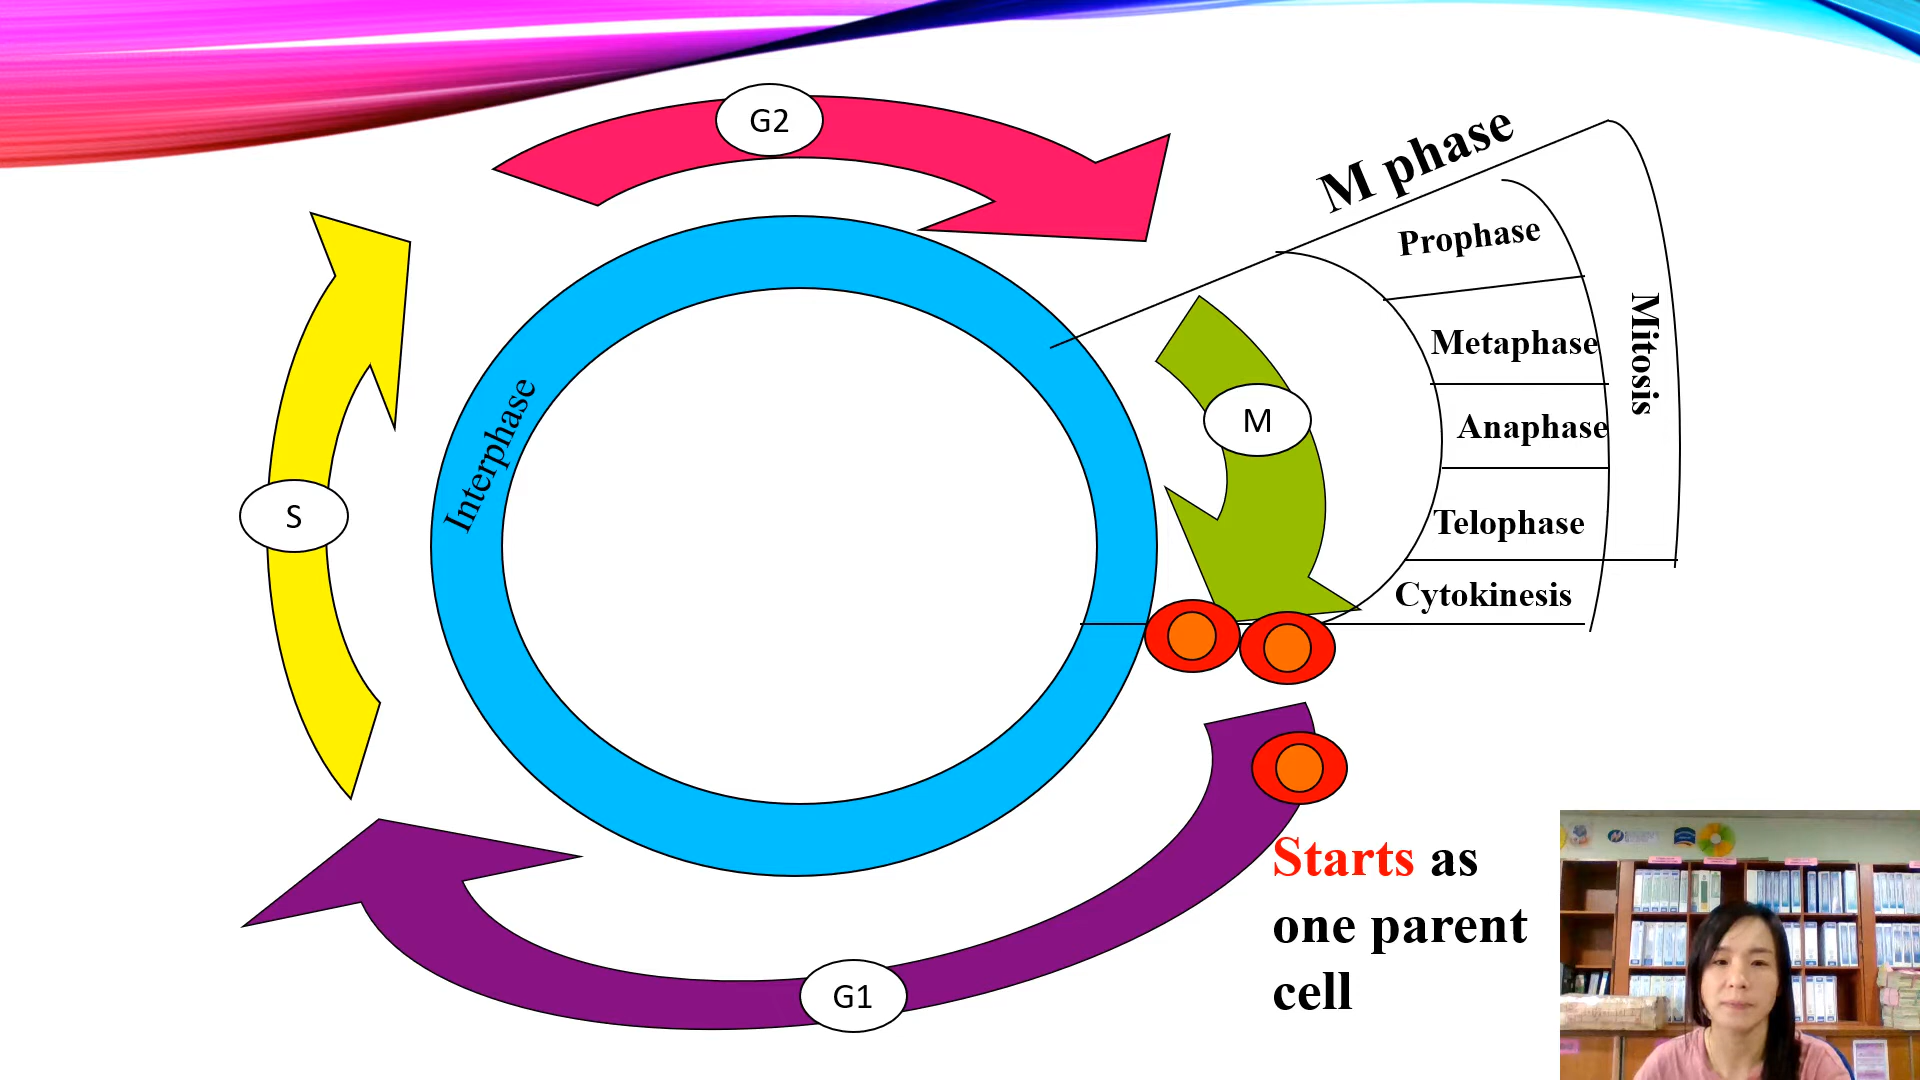 G2
M phase
Prophase
Metaphase
Mitosis
Anaphase
M
Interphase
S
Telophase
Cytokinesis
Starts as
one parent
cell
G1